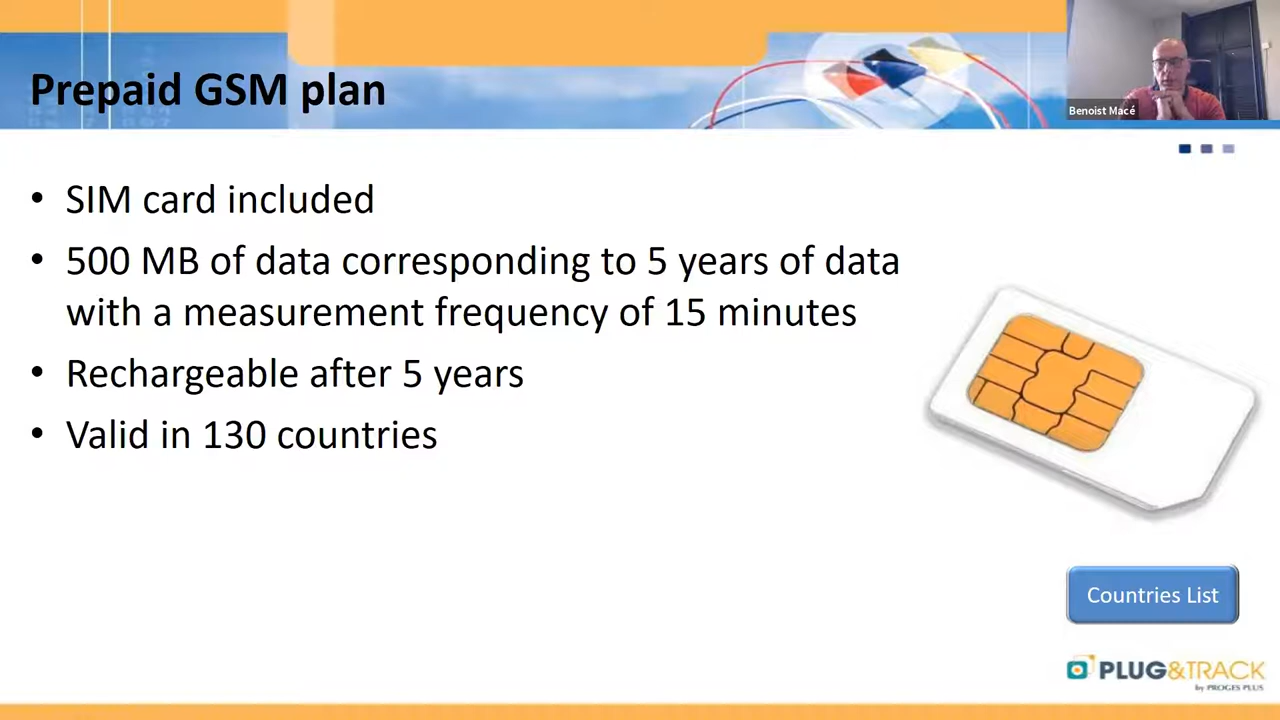 Prepaid GSM plan
Benoist Macé
• SIM card included
• 500 MB of data corresponding to 5 years of data
with a measurement frequency of 15 minutes
• Rechargeable after 5 years
• Valid in 130 countries
Countries List
PLUG&TRACK
by PROGES PLUS